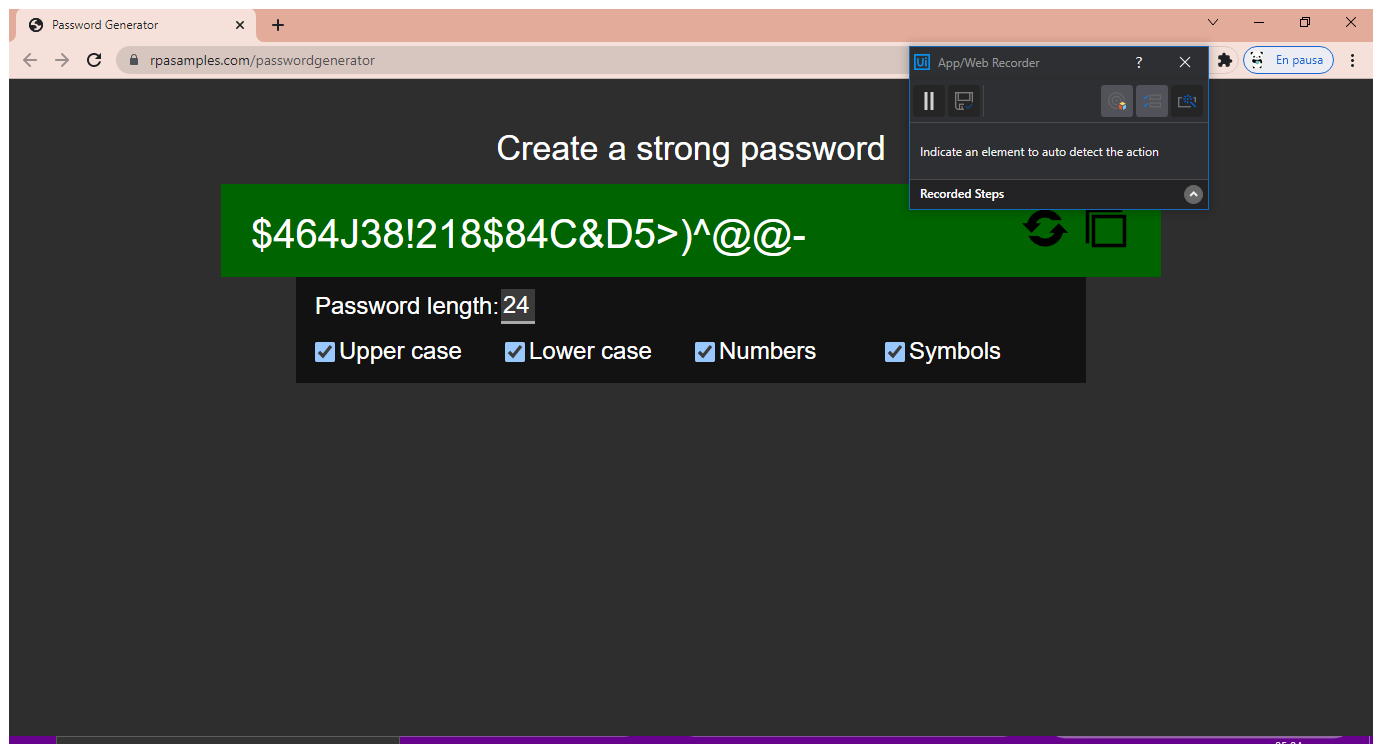 Password Generator
rpasamples.com/passwordgenerator
En pausa
Ui App/Web Recorder ?
Indicate an element to auto detect the action
Recorded Steps
Create a strong password
$464J38!218$84C&D5>)^@@-
Password length: 24
Upper case Lower case Numbers Symbols